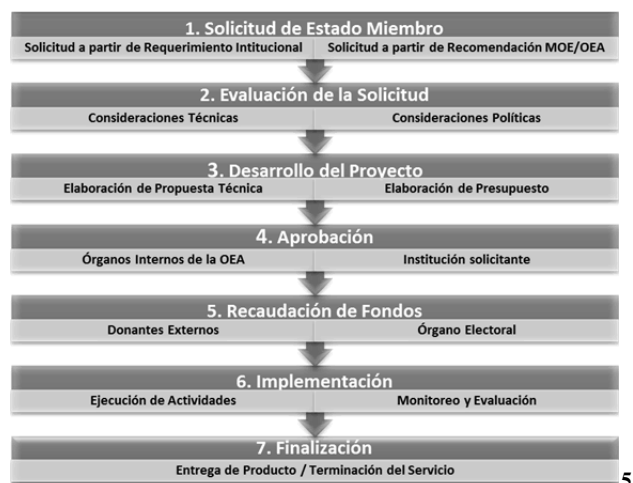 1. Solicitud de Estado Miembro
Solicitud a partir de Requerimiento Intitucional Solicitud a partir de Recomendación MOE/OEA
2. Evaluación de la Solicitud
Consideraciones Técnicas Consideraciones Políticas
3. Desarrollo del Proyecto
Elaboración de Propuesta Técnica Elaboración de Presupuesto
4. Aprobación
Órganos Internos de la OEA Institución solicitante
5. Recaudación de Fondos
Donantes Externos Órgano Electoral
6. Implementación
Ejecución de Actividades Monitoreo y Evaluación
7. Finalización
Entrega de Producto / Terminación del Servicio
5